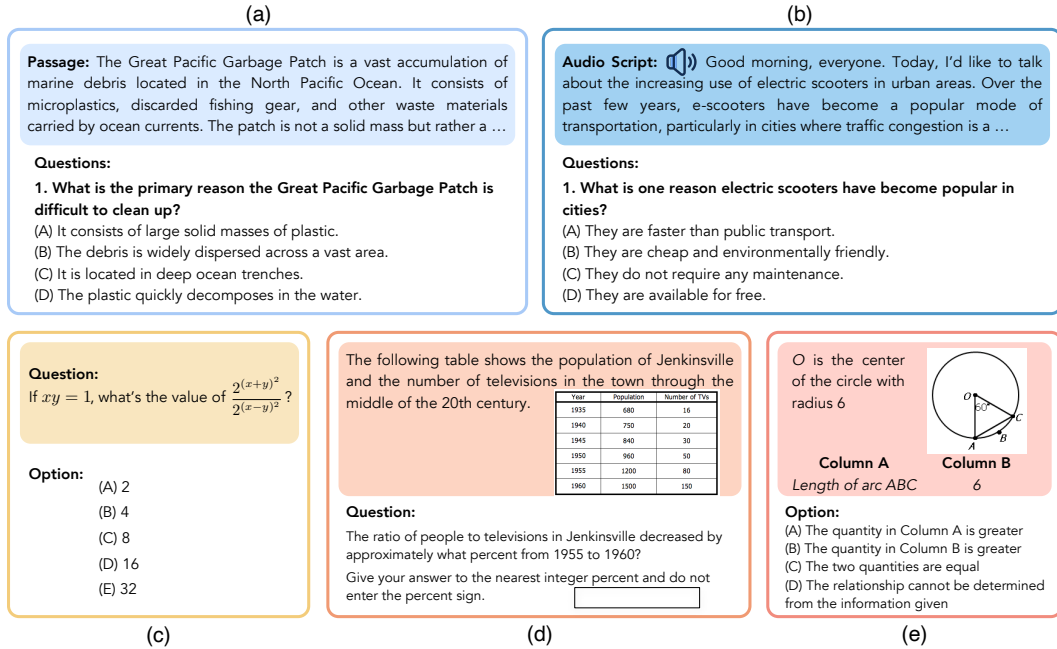 (a)
Passage: The Great Pacific Garbage Patch is a vast accumulation of
marine debris located in the North Pacific Ocean. It consists of
microplastics, discarded fishing gear, and other waste materials
carried by ocean currents. The patch is not a solid mass but rather a ...
Questions:
1. What is the primary reason the Great Pacific Garbage Patch is
difficult to clean up?
(A) It consists of large solid masses of plastic.
(B) The debris is widely dispersed across a vast area.
(C) It is located in deep ocean trenches.
(D) The plastic quickly decomposes in the water.
(b)
Audio Script: Good morning, everyone. Today, I'd like to talk
about the increasing use of electric scooters in urban areas. Over the
past few years, e-scooters have become a popular mode of
transportation, particularly in cities where traffic congestion is a ...
Questions:
1. What is one reason electric scooters have become popular in
cities?
(A) They are faster than public transport.
(B) They are cheap and environmentally friendly.
(C) They do not require any maintenance.
(D) They are available for free.
Question:
If xy = 1, what's the value of 2^(x+y)^2 / 2^(x−y)^2 ?
Option:
(A) 2
(B) 4
(C) 8
(D) 16
(E) 32
(c)
The following table shows the population of Jenkinsville
and the number of televisions in the town through the
middle of the 20th century.
Year Population Number of TVs
1935 680 16
1940 750 20
1945 840 30
1950 960 50
1955 1200 80
1960 1500 150
Question:
The ratio of people to televisions in Jenkinsville decreased by
approximately what percent from 1955 to 1960?
Give your answer to the nearest integer percent and do not
enter the percent sign.
(d)
O is the center
of the circle with
radius 6
O
60°
C
B
A
Column A Column B
Length of arc ABC 6
Option:
(A) The quantity in Column A is greater
(B) The quantity in Column B is greater
(C) The two quantities are equal
(D) The relationship cannot be determined
from the information given
(e)